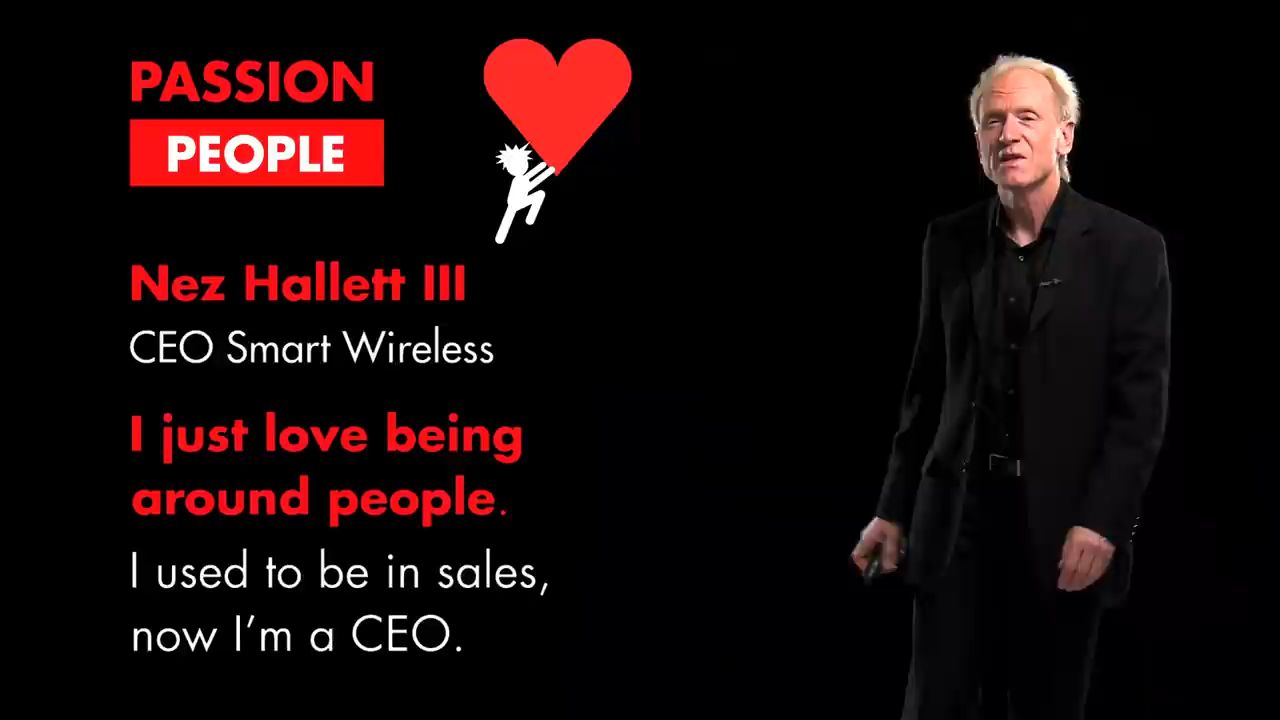 PASSION
PEOPLE
Nez Hallett III
CEO Smart Wireless
I just love being
around people.
I used to be in sales,
now I'm a CEO.